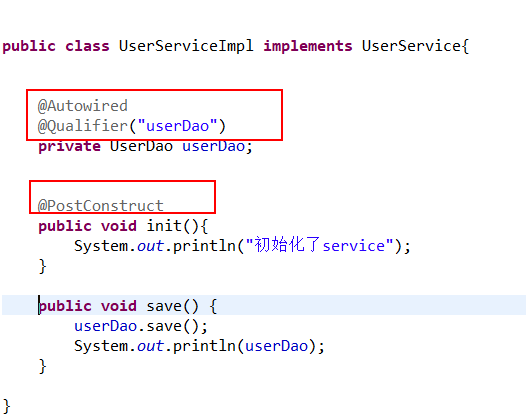 public class UserServiceImpl implements UserService{
@Autowired
@Qualifier("userDao")
private UserDao userDao;
@PostConstruct
public void init(){
System.out.println("初始化了service");
}
public void save() {
userDao.save();
System.out.println(userDao);
}
}